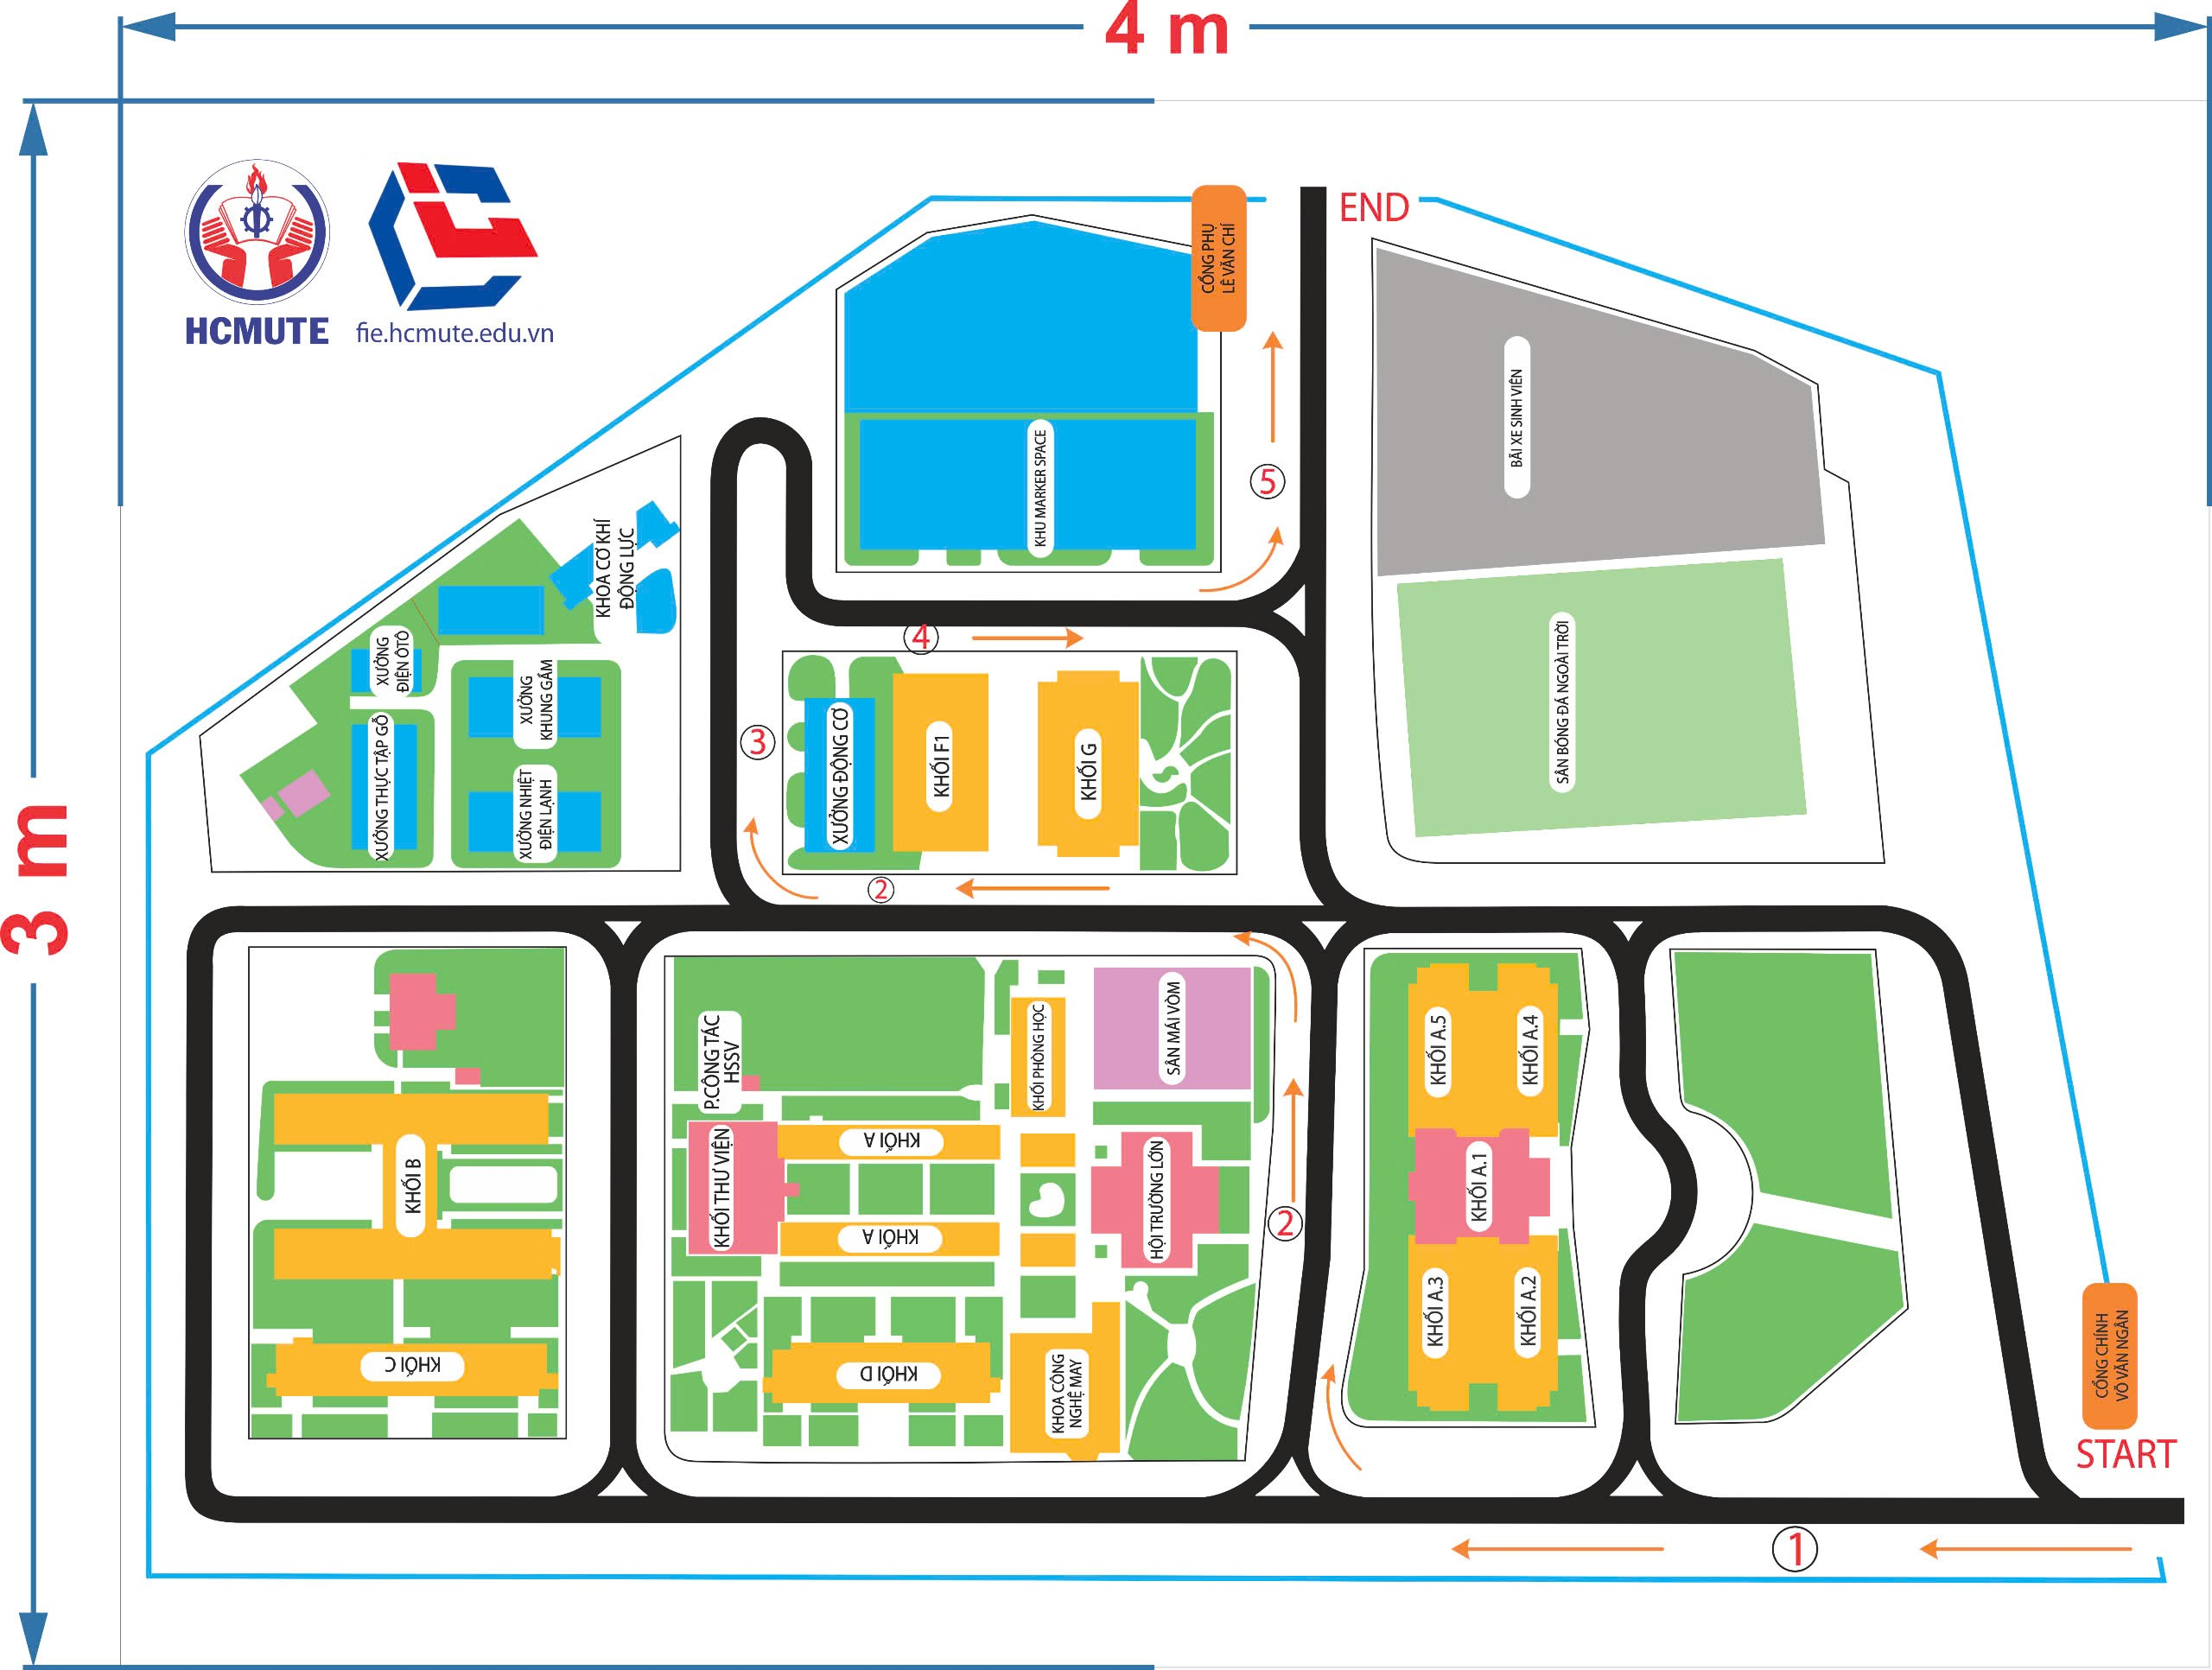 4 m
3 m
HCMUTE
fie.hcmute.edu.vn
CỔNG PHỤ
LÊ VĂN CHÍ
END
BÃI XE SINH VIÊN
KHU MARKER SPACE
5
KHOA CƠ KHÍ
ĐỘNG LỰC
XƯỞNG
ĐIỆN ÔTÔ
XƯỞNG
KHUNG GẦM
XƯỞNG THỰC TẬP GỖ
XƯỞNG NHIỆT
ĐIỆN LẠNH
4
3
XƯỞNG ĐỘNG CƠ
KHỐI F1
KHỐI G
SÂN BÓNG ĐÁ NGOÀI TRỜI
2
P.CÔNG TÁC
HSSV
KHỐI PHÒNG HỌC
SÂN MÁI VÒM
KHỐI A.5
KHỐI A.4
KHỐI B
KHỐI THƯ VIỆN
KHỐI A
KHỐI A
HỘI TRƯỜNG LỚN
2
KHỐI A.1
KHỐI A.3
KHỐI A.2
KHỐI C
KHỐI D
KHOA CÔNG
NGHỆ MAY
CỔNG CHÍNH
VÕ VĂN NGÂN
START
1